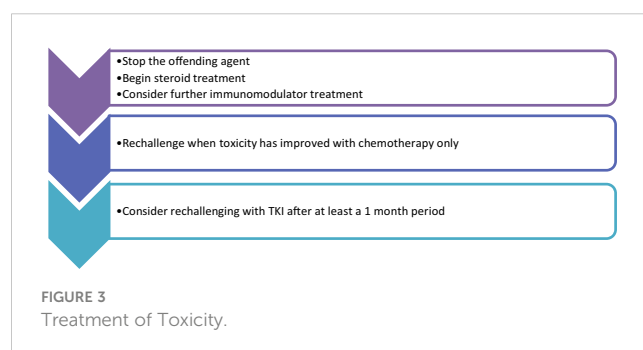 •Stop the offending agent
•Begin steroid treatment
•Consider further immunomodulator treatment
•Rechallenge when toxicity has improved with chemotherapy only
•Consider rechallenging with TKI after at least a 1 month period
FIGURE 3
Treatment of Toxicity.